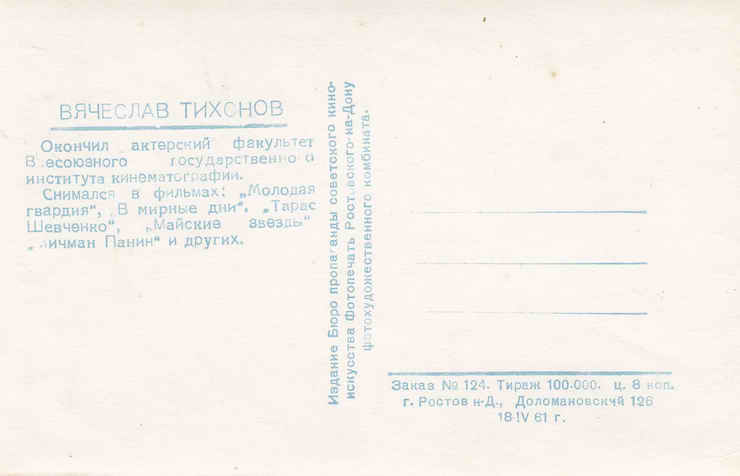 ВЯЧЕСЛАВ ТИХОНОВ
Окончил актерский факультет
Всесоюзного государственного
института кинематографии.
Снимался в фильмах: „Молодая
гвардия“, „В мирные дни“, „Тарас
Шевченко“, „Майские звезды“
„Мичман Панин“ и других.
Издание Бюро пропаганды советского кино-
искусства Фотопечать Ростовского-на-Дону
фотохудожественного комбината.
Заказ № 124. Тираж 100.000. ц. 8 коп.
г. Ростов н-Д., Доломановский 126
18-IV 61 г.